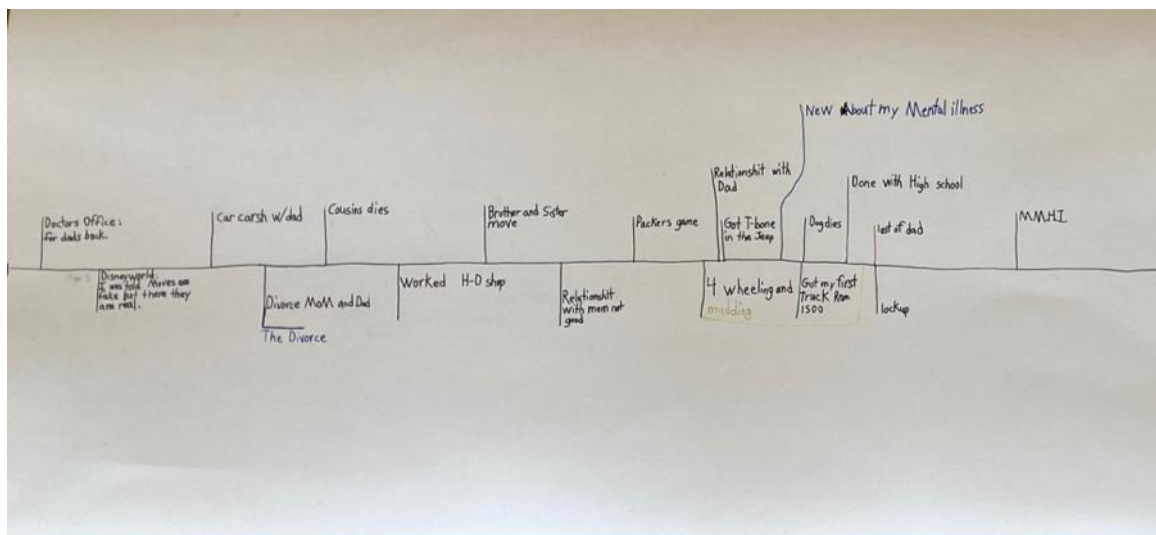 New About my Mental illness
Relationshit with
Dad
Done with High school
Doctors Office:
for dads back.
Car carsh w/dad
Cousins dies
Brother and Sister
move
Packers game
Got T-bone
in the Jeep
Dog dies
lost of dad
MMHI
Disneyworld.
I am told Moves are
fake but there they
are real.
Divorce MoM and Dad
The Divorce
Worked H-D shop
Relationshit
with mom not
good
4 wheeling and
mudding
Got my first
Truck Ram
1500
lockup